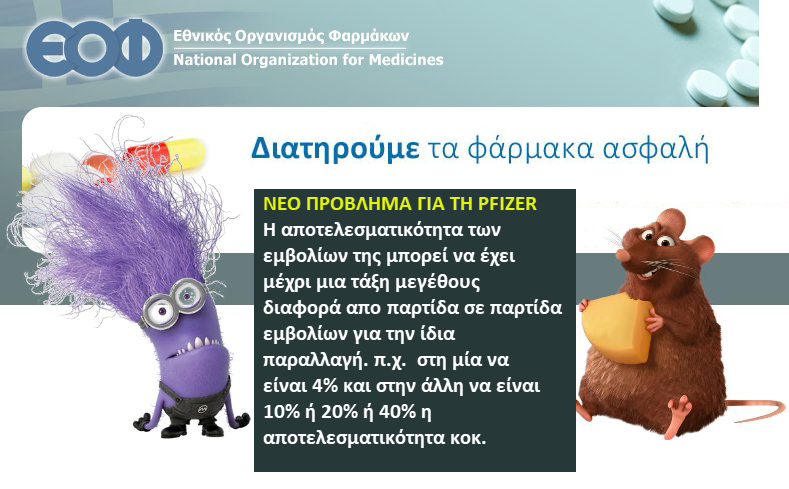 ΕΟΦ
Εθνικός Οργανισμός Φαρμάκων
National Organization for Medicines
Διατηρούμε τα φάρμακα ασφαλή
ΝΕΟ ΠΡΟΒΛΗΜΑ ΓΙΑ ΤΗ PFIZER
Η αποτελεσματικότητα των
εμβολίων της μπορεί να έχει
μέχρι μια τάξη μεγέθους
διαφορά απο παρτίδα σε παρτίδα
εμβολίων για την ίδια
παραλλαγή. π.χ. στη μία να
είναι 4% και στην άλλη να είναι
10% ή 20% ή 40% η
αποτελεσματικότητα κοκ.